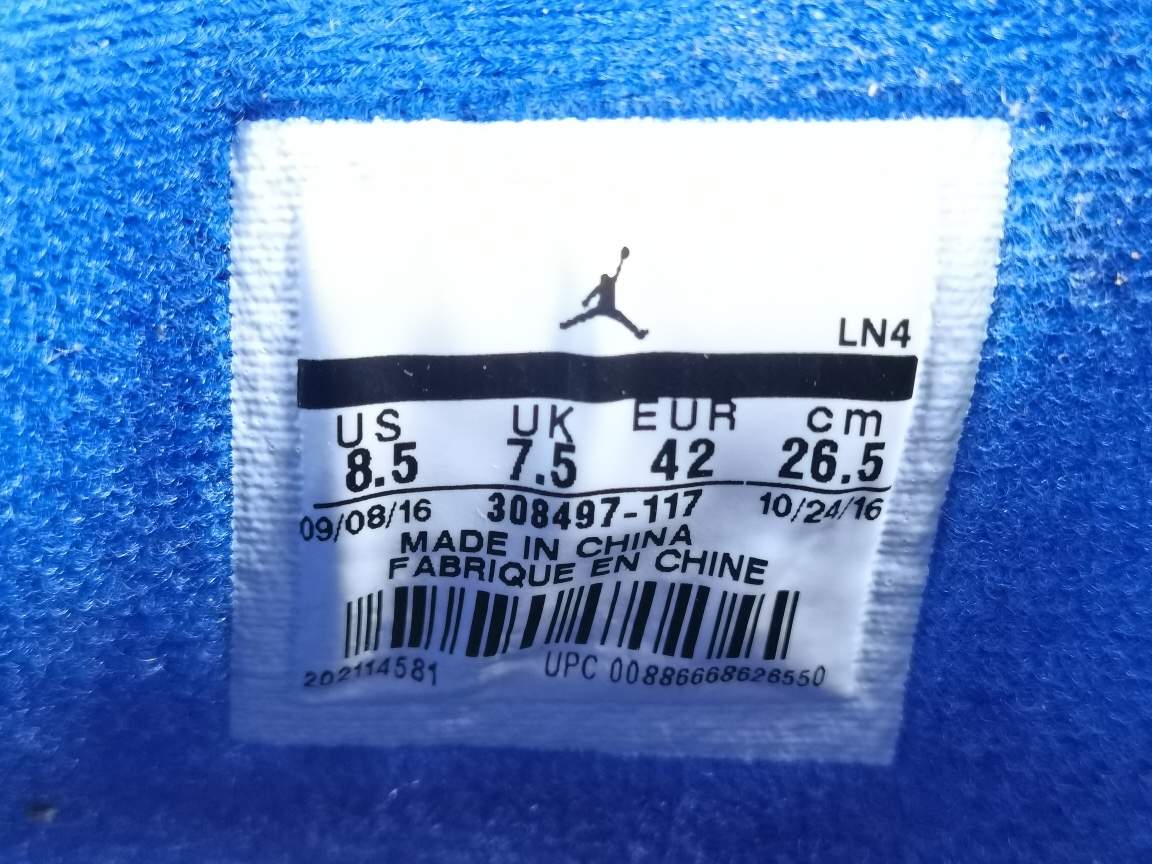 LN4
US UK EUR cm
8.5 7.5 42 26.5
09/08/16 308497-117 10/24/16
MADE IN CHINA
FABRIQUE EN CHINE
202114581 UPC 00886668626550